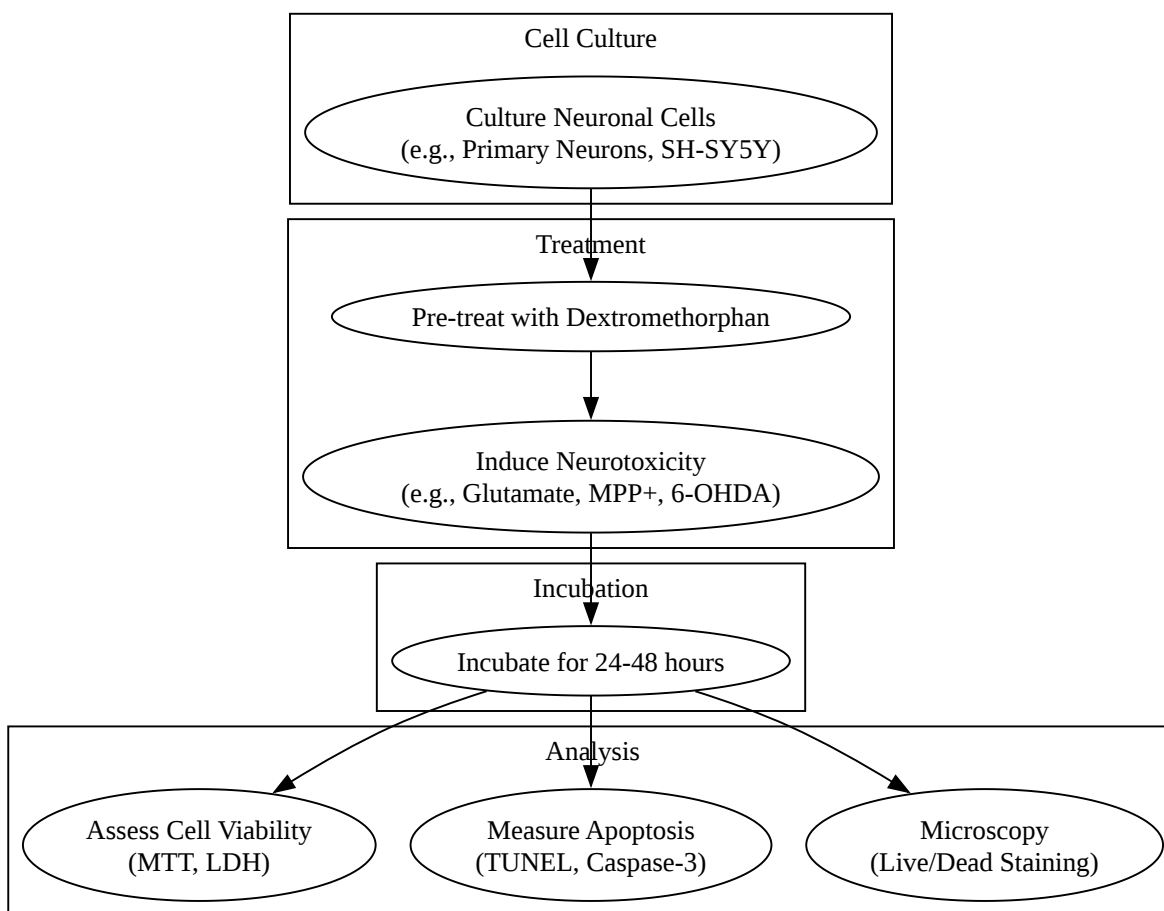 Cell Culture
Culture Neuronal Cells
(e.g., Primary Neurons, SH-SY5Y)
Treatment
Pre-treat with Dextromethorphan
Induce Neurotoxicity
(e.g., Glutamate, MPP+, 6-OHDA)
Incubation
Incubate for 24-48 hours
Analysis
Assess Cell Viability
(MTT, LDH)
Measure Apoptosis
(TUNEL, Caspase-3)
Microscopy
(Live/Dead Staining)